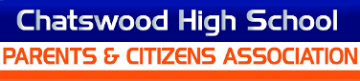 Chatswood High School
PARENTS & CITIZENS ASSOCIATION